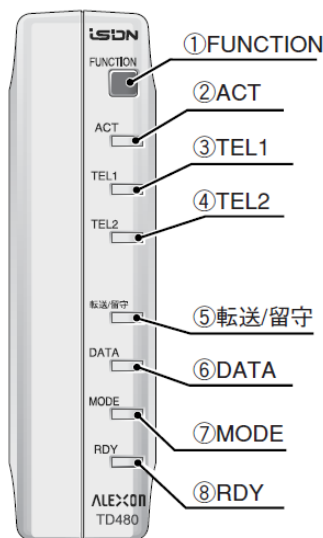 ISDN
FUNCTION
①FUNCTION
ACT
②ACT
TEL1
③TEL1
TEL2
④TEL2
転送/留守
⑤転送/留守
DATA
⑥DATA
MODE
⑦MODE
RDY
⑧RDY
ALEXON
TD480